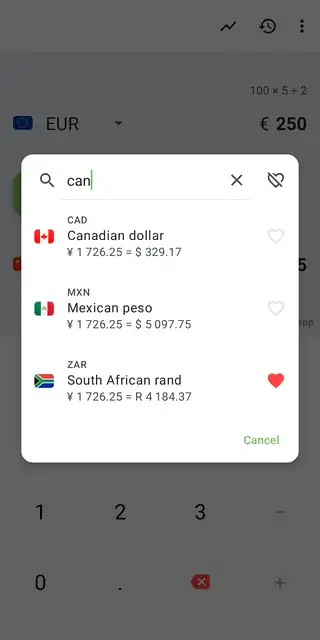 100 × 5 ÷ 2
EUR
€ 250
can
CAD
Canadian dollar
¥ 1 726.25 = $ 329.17
MXN
Mexican peso
¥ 1 726.25 = $ 5 097.75
ZAR
South African rand
¥ 1 726.25 = R 4 184.37
Cancel
1 2 3 −
0 . +